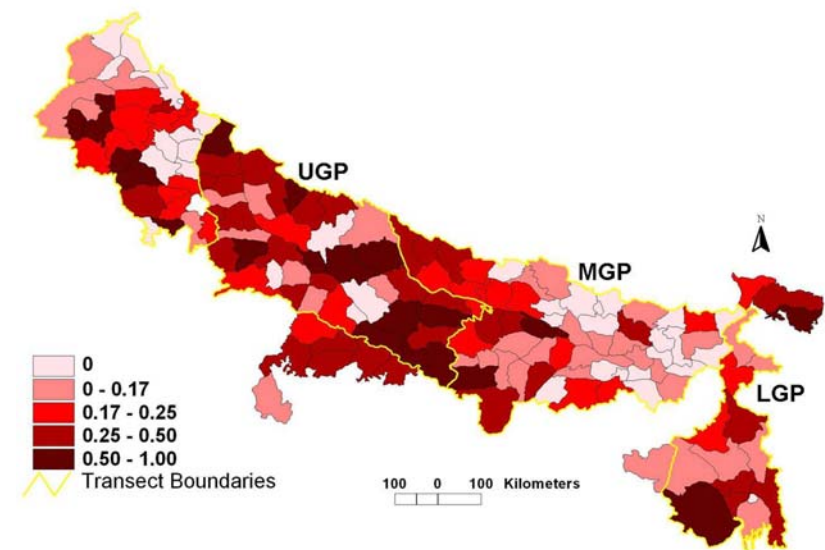 UGP
N
MGP
LGP
0
0 - 0.17
0.17 - 0.25
0.25 - 0.50
0.50 - 1.00
Transect Boundaries
100 0 100 Kilometers